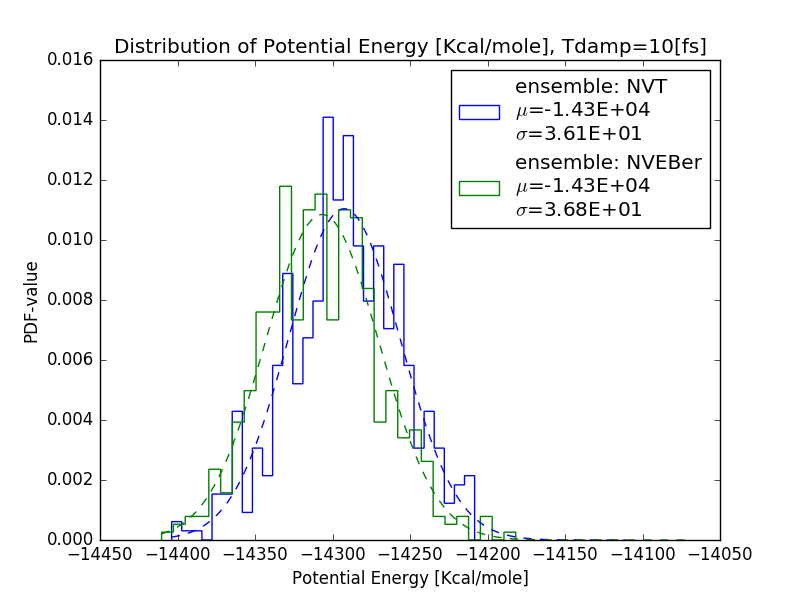 Distribution of Potential Energy [Kcal/mole], Tdamp=10[fs]
0.016
0.014
0.012
0.010
0.008
0.006
0.004
0.002
0.000
PDF-value
ensemble: NVT
μ=-1.43E+04
σ=3.61E+01
ensemble: NVEBer
μ=-1.43E+04
σ=3.68E+01
−14450 −14400 −14350 −14300 −14250 −14200 −14150 −14100 −14050
Potential Energy [Kcal/mole]